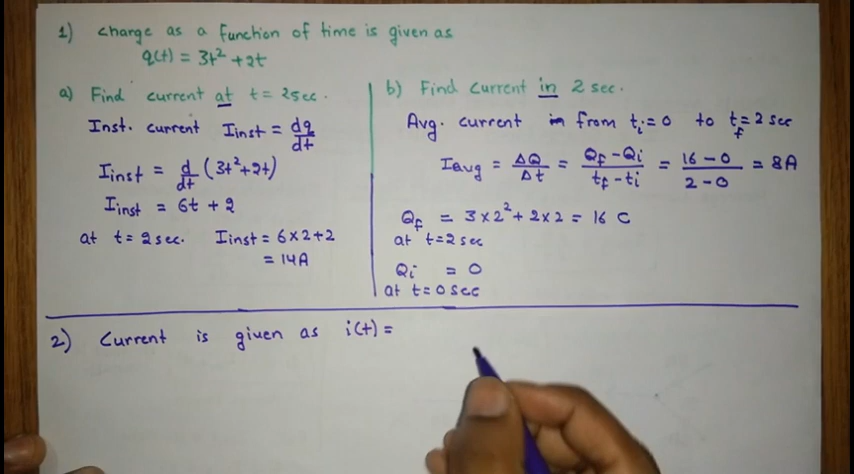 1) Charge as a function of time is given as
q(t) = 3t² + 2t
a) Find current at t = 2sec.
Inst. current Iinst = dq/dt
Iinst = d/dt (3t²+2t)
Iinst = 6t + 2
at t = 2 sec. Iinst = 6×2+2
= 14A
b) Find current in 2 sec.
Avg. current from ti=0 to tf=2 sec
Iavg = ΔQ/Δt = Qf-Qi/tf-ti = 16-0/2-0 = 8A
Qf = 3×2²+2×2 = 16 C
at t=2 sec
Qi = 0
at t=0 sec
2) Current is given as i(t) =